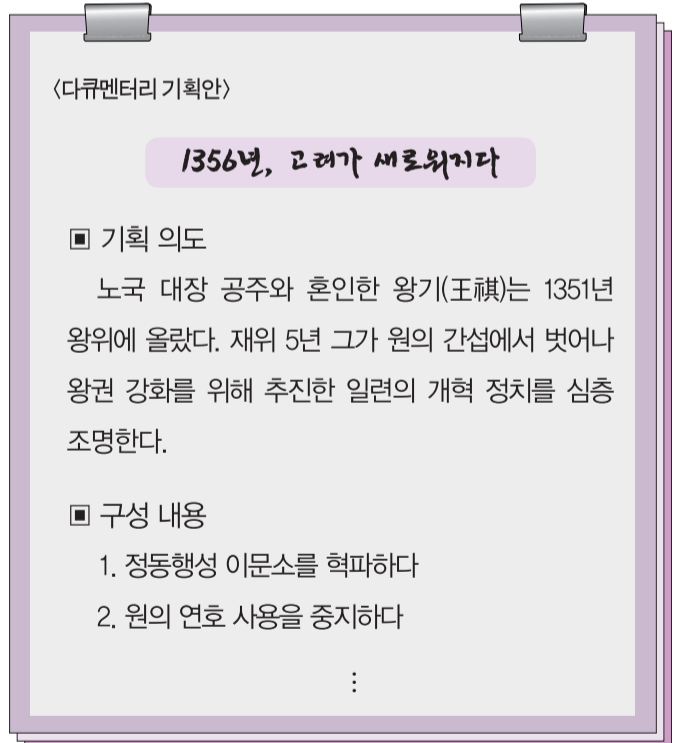 〈다큐멘터리 기획안〉
1356년, 고려가 새로워지다
▣ 기획 의도
노국 대장 공주와 혼인한 왕기(王祺)는 1351년
왕위에 올랐다. 재위 5년 그가 원의 간섭에서 벗어나
왕권 강화를 위해 추진한 일련의 개혁 정치를 심층
조명한다.
▣ 구성 내용
1. 정동행성 이문소를 혁파하다
2. 원의 연호 사용을 중지하다
⋮